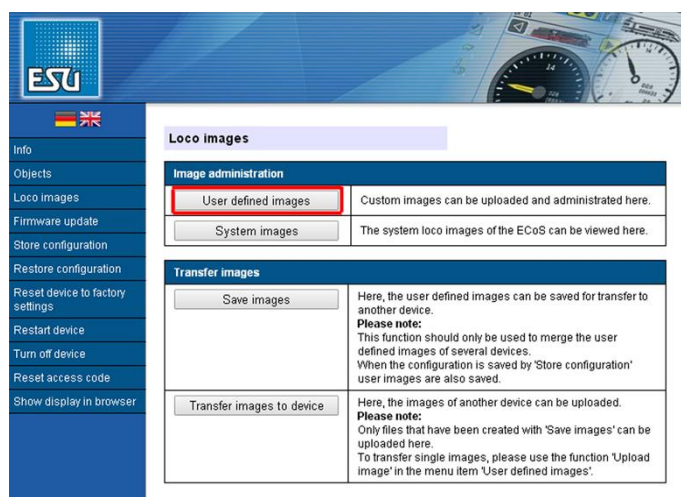 ESU
Info
Objects
Loco images
Firmware update
Store configuration
Restore configuration
Reset device to factory
settings
Restart device
Turn off device
Reset access code
Show display in browser
Loco images
Image administration
User defined images
Custom images can be uploaded and administrated here.
System images
The system loco images of the ECoS can be viewed here.
Transfer images
Save images
Here, the user defined images can be saved for transfer to
another device.
Please note:
This function should only be used to merge the user
defined images of several devices.
When the configuration is saved by 'Store configuration'
user images are also saved.
Transfer images to device
Here, the images of another device can be uploaded.
Please note:
Only files that have been created with 'Save images' can be
uploaded here.
To transfer single images, please use the function 'Upload
image' in the menu item 'User defined images'.